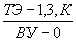 ТЭ – 1,3, К
ВУ – 0